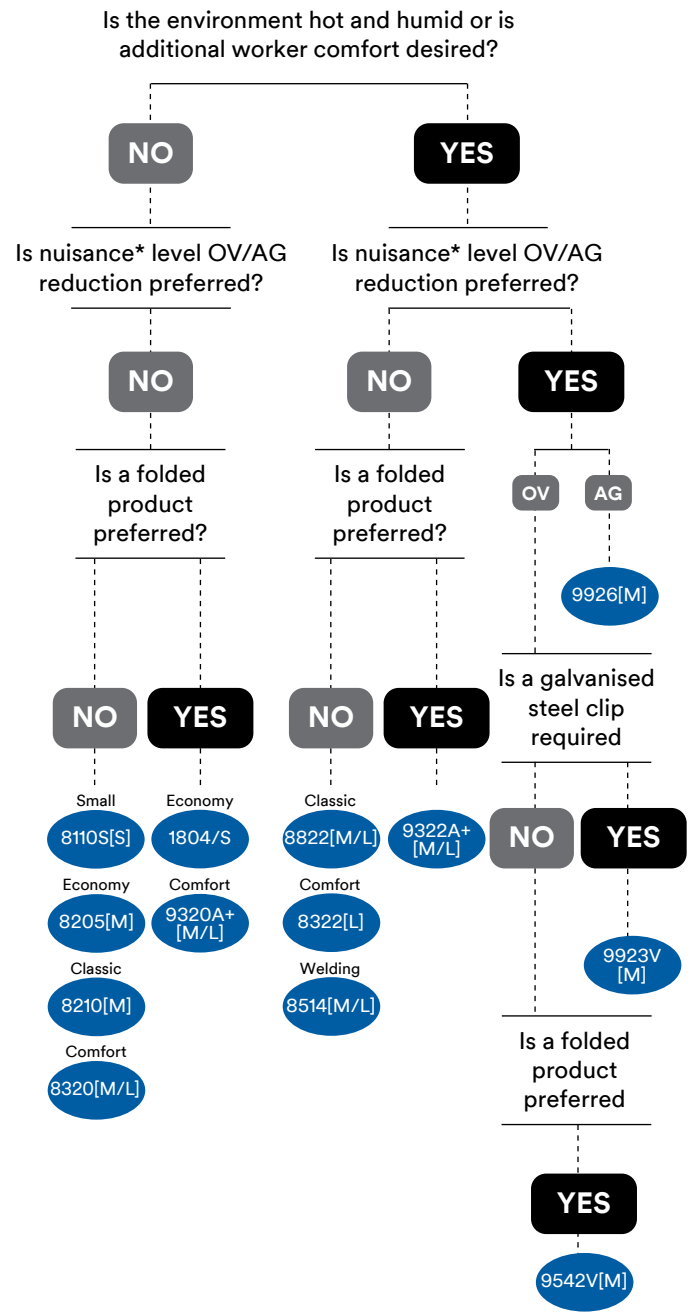 Is the environment hot and humid or is
additional worker comfort desired?
NO
YES
Is nuisance* level OV/AG
reduction preferred?
Is nuisance* level OV/AG
reduction preferred?
NO
NO
YES
Is a folded
product
preferred?
Is a folded
product
preferred?
OV
AG
9926[M]
Is a galvanised
steel clip
required
NO
YES
NO
YES
Small
8110S[S]
Economy
8205[M]
Classic
8210[M]
Comfort
8320[M/L]
Economy
1804/S
Comfort
9320A+
[M/L]
Classic
8822[M/L]
Comfort
8322[L]
Welding
8514[M/L]
9322A+
[M/L]
NO
YES
9923V
[M]
Is a folded
product
preferred
YES
9542V[M]